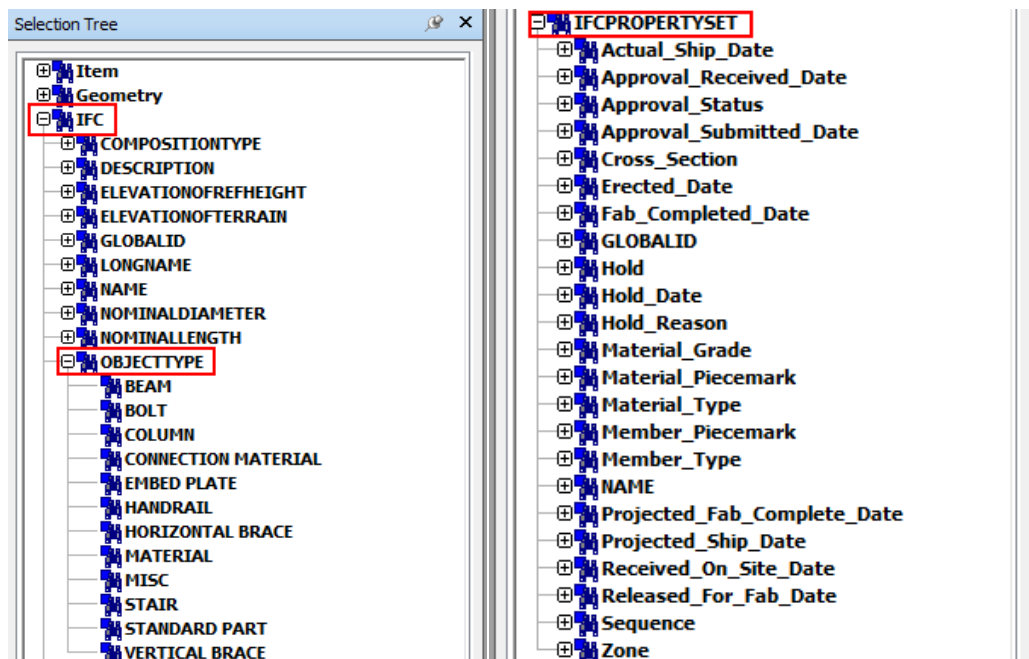 Selection Tree
Item
Geometry
IFC
COMPOSITIONTYPE
DESCRIPTION
ELEVATIONOFREFHEIGHT
ELEVATIONOFTERRAIN
GLOBALID
LONGNAME
NAME
NOMINALDIAMETER
NOMINALLENGTH
OBJECTTYPE
BEAM
BOLT
COLUMN
CONNECTION MATERIAL
EMBED PLATE
HANDRAIL
HORIZONTAL BRACE
MATERIAL
MISC
STAIR
STANDARD PART
VERTICAL BRACE
IFCPROPERTYSET
Actual_Ship_Date
Approval_Received_Date
Approval_Status
Approval_Submitted_Date
Cross_Section
Erected_Date
Fab_Completed_Date
GLOBALID
Hold
Hold_Date
Hold_Reason
Material_Grade
Material_Piecemark
Material_Type
Member_Piecemark
Member_Type
NAME
Projected_Fab_Complete_Date
Projected_Ship_Date
Received_On_Site_Date
Released_For_Fab_Date
Sequence
Zone